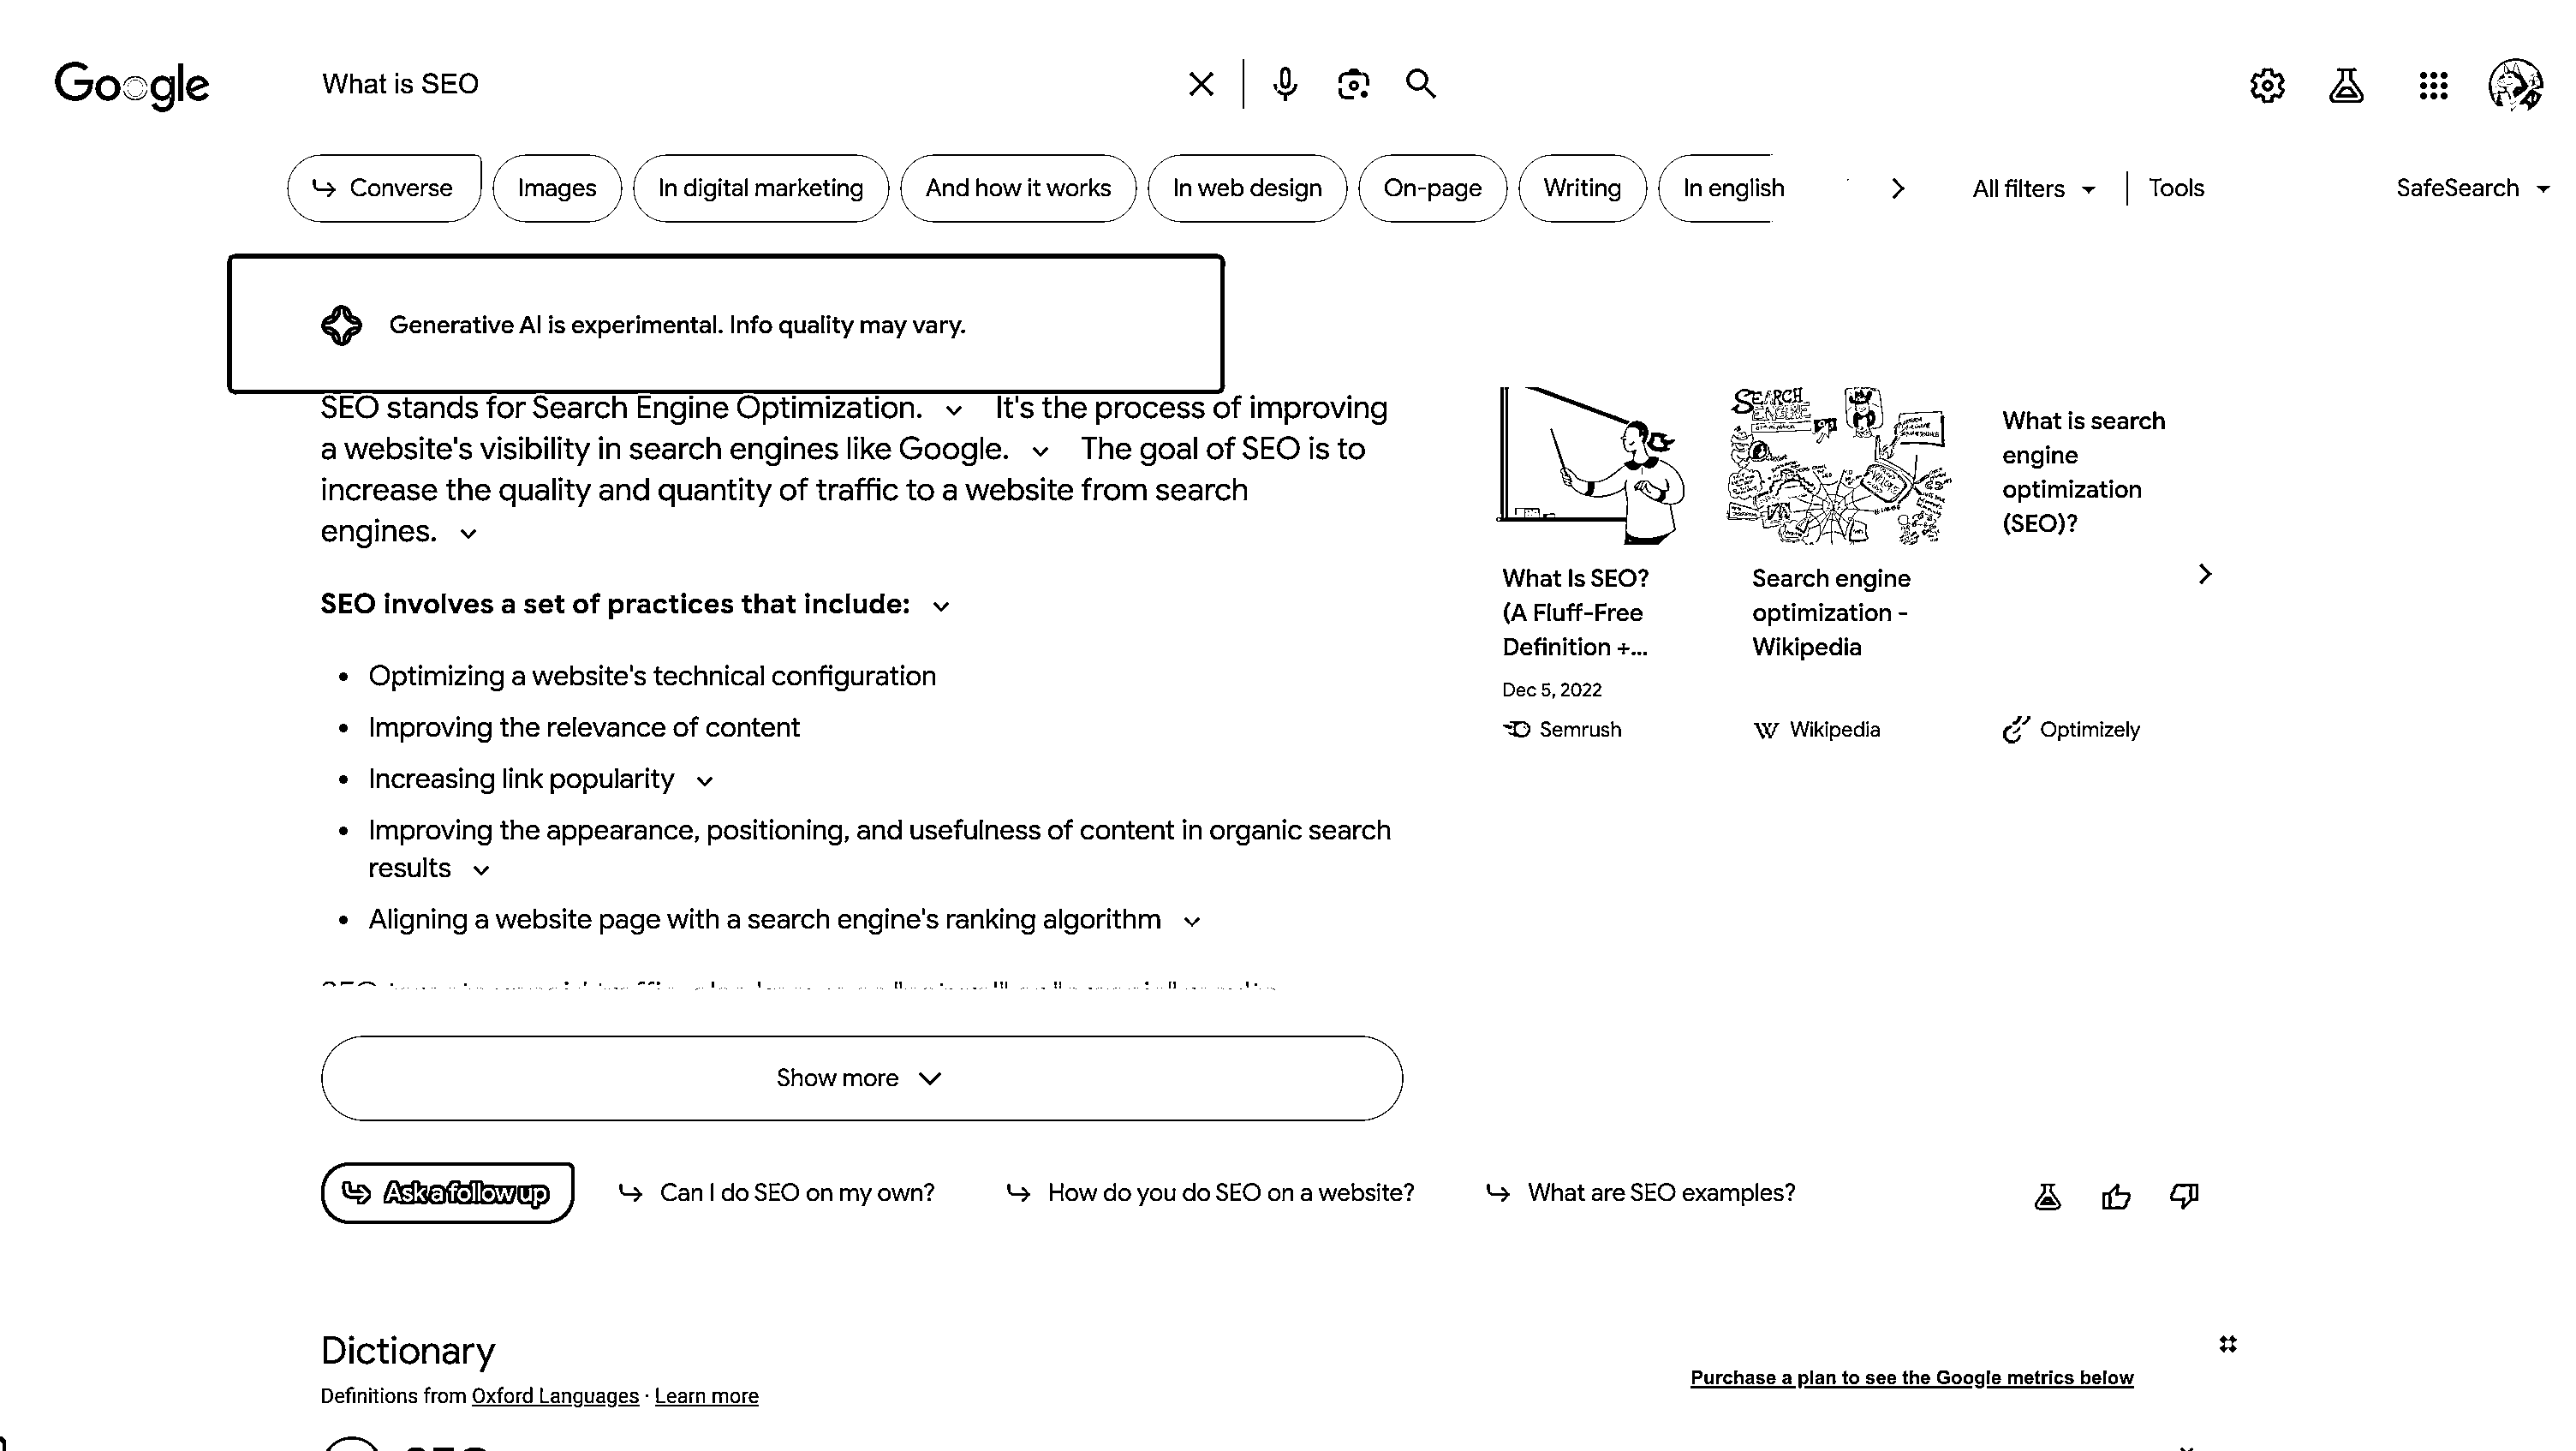 Google
What is SEO
Converse
Images
In digital marketing
And how it works
In web design
On-page
Writing
In english
All filters
Tools
SafeSearch
Generative AI is experimental. Info quality may vary.
SEO stands for Search Engine Optimization. It's the process of improving
a website's visibility in search engines like Google. The goal of SEO is to
increase the quality and quantity of traffic to a website from search
engines.
SEO involves a set of practices that include:
• Optimizing a website's technical configuration
• Improving the relevance of content
• Increasing link popularity
• Improving the appearance, positioning, and usefulness of content in organic search
results
• Aligning a website page with a search engine's ranking algorithm
SEARCH
ENGINE
What Is SEO?
(A Fluff-Free
Definition +...
Dec 5, 2022
Semrush
Search engine
optimization -
Wikipedia
W Wikipedia
What is search
engine
optimization
(SEO)?
Optimizely
Show more
Ask a follow up
Can I do SEO on my own?
How do you do SEO on a website?
What are SEO examples?
Dictionary
Definitions from Oxford Languages · Learn more
Purchase a plan to see the Google metrics below